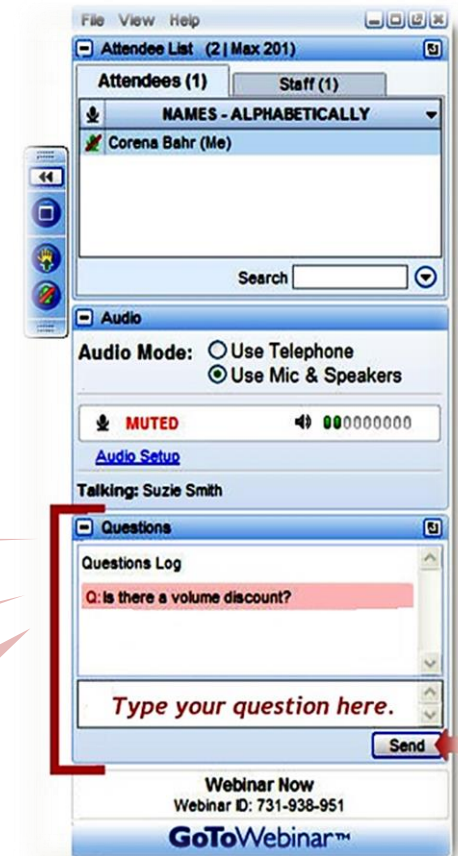 File View Help
Attendee List (2 | Max 201)
Attendees (1) Staff (1)
NAMES - ALPHABETICALLY
Corena Bahr (Me)
Search
Audio
Audio Mode: Use Telephone
Use Mic & Speakers
MUTED
Audio Setup
Talking: Suzie Smith
Questions
Questions Log
Q: Is there a volume discount?
Type your question here.
Send
Webinar Now
Webinar ID: 731-938-951
GoToWebinar™